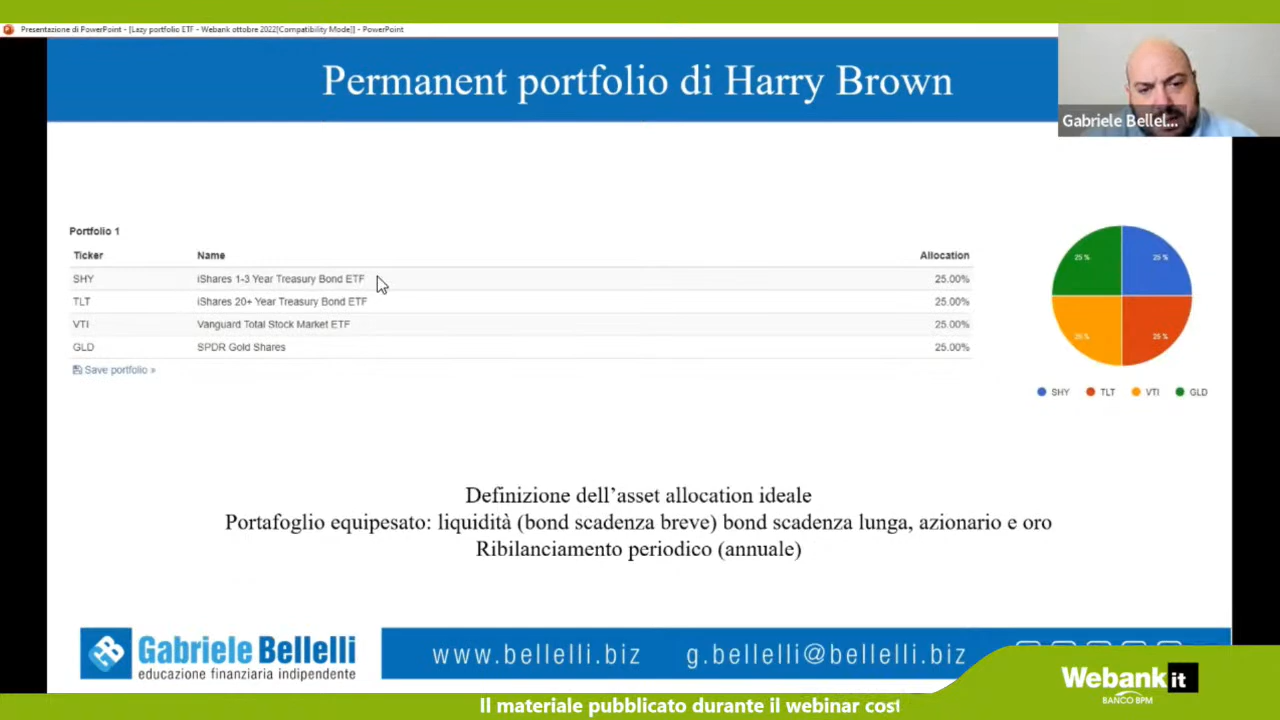 Presentazione di PowerPoint - [Lazy portfolio ETF - Webank ottobre 2022[Compatibility Mode]] - PowerPoint
Permanent portfolio di Harry Brown
Gabriele Bellel...
Portfolio 1
Ticker Name Allocation
SHY iShares 1-3 Year Treasury Bond ETF 25.00%
TLT iShares 20+ Year Treasury Bond ETF 25.00%
VTI Vanguard Total Stock Market ETF 25.00%
GLD SPDR Gold Shares 25.00%
Save portfolio »
25 % 25 %
25 % 25 %
SHY TLT VTI GLD
Definizione dell’asset allocation ideale
Portafoglio equipesato: liquidità (bond scadenza breve) bond scadenza lunga, azionario e oro
Ribilanciamento periodico (annuale)
Gabriele Bellelli
educazione finanziaria indipendente
www.bellelli.biz g.bellelli@bellelli.biz
Webank it
BANCO BPM
Il materiale pubblicato durante il webinar cost